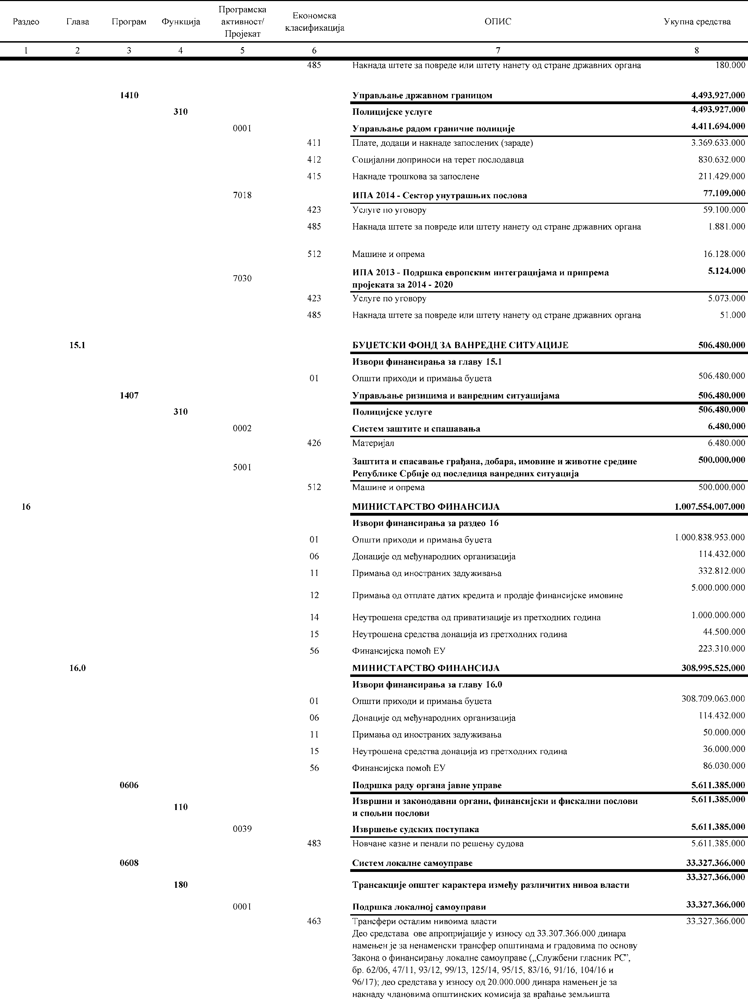 Раздео Глава Програм Функција Програмска активност/ Пројекат Економска класификација ОПИС Укупна средства
1 2 3 4 5 6 7 8
485 Накнада штете за повреде или штету нанету од стране државних органа 180.000
1410 Управљање државном границом 4.493.927.000
310 Полицијске услуге 4.493.927.000
0001 Управљање радом граничне полиције 4.411.694.000
411 Плате, додаци и накнаде запослених (зараде) 3.369.633.000
412 Социјални доприноси на терет послодавца 830.632.000
415 Накнаде трошкова за запослене 211.429.000
7018 ИПА 2014 - Сектор унутрашњих послова 77.109.000
423 Услуге по уговору 59.100.000
485 Накнада штете за повреде или штету нанету од стране државних органа 1.881.000
512 Машине и опрема 16.128.000
7030 ИПА 2013 - Подршка европским интеграцијама и припрема 5.124.000
пројеката за 2014 - 2020
423 Услуге по уговору 5.073.000
485 Накнада штете за повреде или штету нанету од стране државних органа 51.000
15.1 БУЏЕТСКИ ФОНД ЗА ВАНРЕДНЕ СИТУАЦИЈЕ 506.480.000
Извори финансирања за главу 15.1
01 Општи приходи и примања буџета 506.480.000
1407 Управљање ризицима и ванредним ситуацијама 506.480.000
310 Полицијске услуге 506.480.000
0002 Систем заштите и спашавања 6.480.000
426 Материјал 6.480.000
5001 Заштита и спасавање грађана, добара, имовине и животне средине 500.000.000
Републике Србије од последица ванредних ситуација
512 Машине и опрема 500.000.000
16 МИНИСТАРСТВО ФИНАНСИЈА 1.007.554.007.000
Извори финансирања за раздео 16
01 Општи приходи и примања буџета 1.000.838.953.000
06 Донације од међународних организација 114.432.000
11 Примања од иностраних задуживања 332.812.000
12 Примања од отплате датих кредита и продаје финансијске имовине 5.000.000.000
14 Неутрошена средства од приватизације из претходних година 1.000.000.000
15 Неутрошена средства донација из претходних година 44.500.000
56 Финансијска помоћ ЕУ 223.310.000
16.0 МИНИСТАРСТВО ФИНАНСИЈА 308.995.525.000
Извори финансирања за главу 16.0
01 Општи приходи и примања буџета 308.709.063.000
06 Донације од међународних организација 114.432.000
11 Примања од иностраних задуживања 50.000.000
15 Неутрошена средства донација из претходних година 36.000.000
56 Финансијска помоћ ЕУ 86.030.000
0606 Подршка раду органа јавне управе 5.611.385.000
110 Извршни и законодавни органи, финансијски и фискални послови 5.611.385.000
и спољни послови
0039 Извршење судских поступака 5.611.385.000
483 Новчане казне и пенали по решењу судова 5.611.385.000
0608 Систем локалне самоуправе 33.327.366.000
180 Трансакције општег карактера између различитих нивоа власти 33.327.366.000
0001 Подршка локалној самоуправи 33.327.366.000
463 Трансфери осталим нивоима власти 33.327.366.000
Део средстава ове апропријације у износу од 33.307.366.000 динара
намењен је за ненаменски трансфер општинама и градовима по основу
Закона о финансирању локалне самоуправе („Службени гласник РС”,
бр. 62/06, 47/11, 93/12, 99/13, 125/14, 95/15, 83/16, 91/16, 104/16 и
96/17); део средстава у износу од 20.000.000 динара намењен је за
накнаду члановима општинских комисија за враћање земљишта